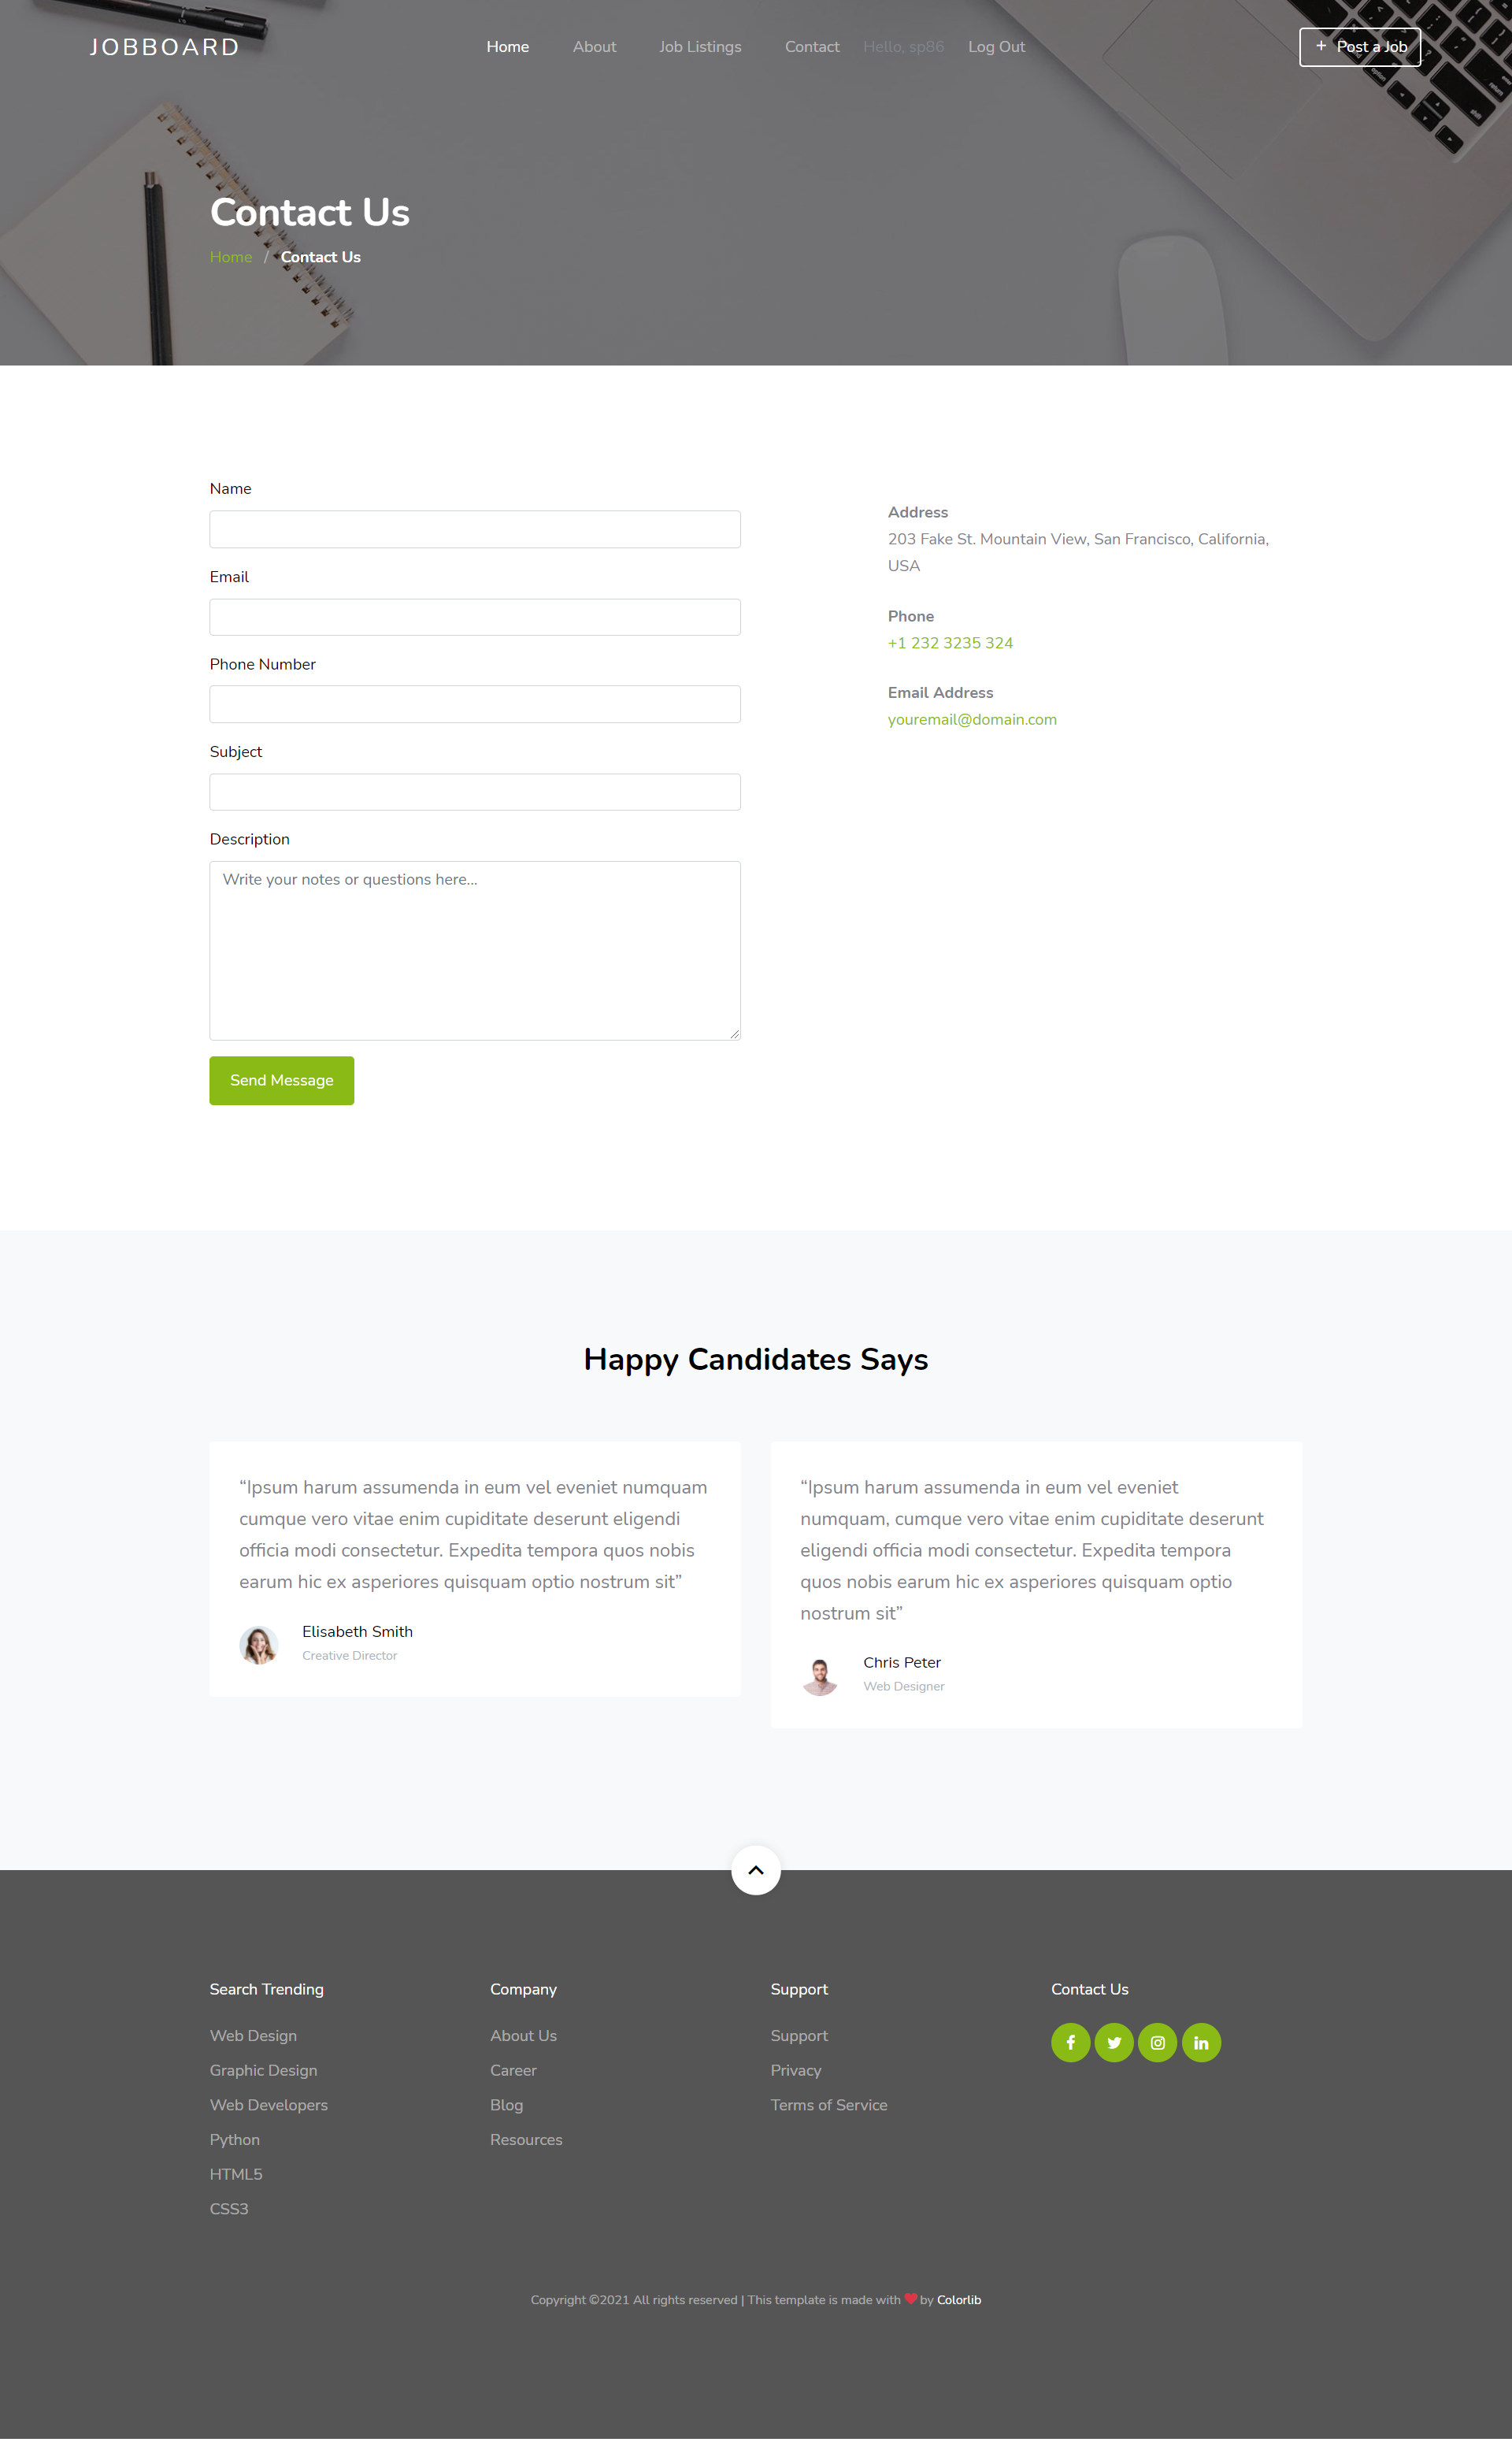 JOBBOARD
Home
About
Job Listings
Contact
Hello, sp86
Log Out
+ Post a Job
Contact Us
Home / Contact Us
Name
Email
Phone Number
Subject
Description
Write your notes or questions here...
Send Message
Address
203 Fake St. Mountain View, San Francisco, California,
USA
Phone
+1 232 3235 324
Email Address
youremail@domain.com
Happy Candidates Says
“Ipsum harum assumenda in eum vel eveniet numquam
cumque vero vitae enim cupiditate deserunt eligendi
officia modi consectetur. Expedita tempora quos nobis
earum hic ex asperiores quisquam optio nostrum sit”
Elisabeth Smith
Creative Director
“Ipsum harum assumenda in eum vel eveniet
numquam, cumque vero vitae enim cupiditate deserunt
eligendi officia modi consectetur. Expedita tempora
quos nobis earum hic ex asperiores quisquam optio
nostrum sit”
Chris Peter
Web Designer
Search Trending
Web Design
Graphic Design
Web Developers
Python
HTML5
CSS3
Company
About Us
Career
Blog
Resources
Support
Support
Privacy
Terms of Service
Contact Us
Copyright ©2021 All rights reserved | This template is made with ❤ by Colorlib